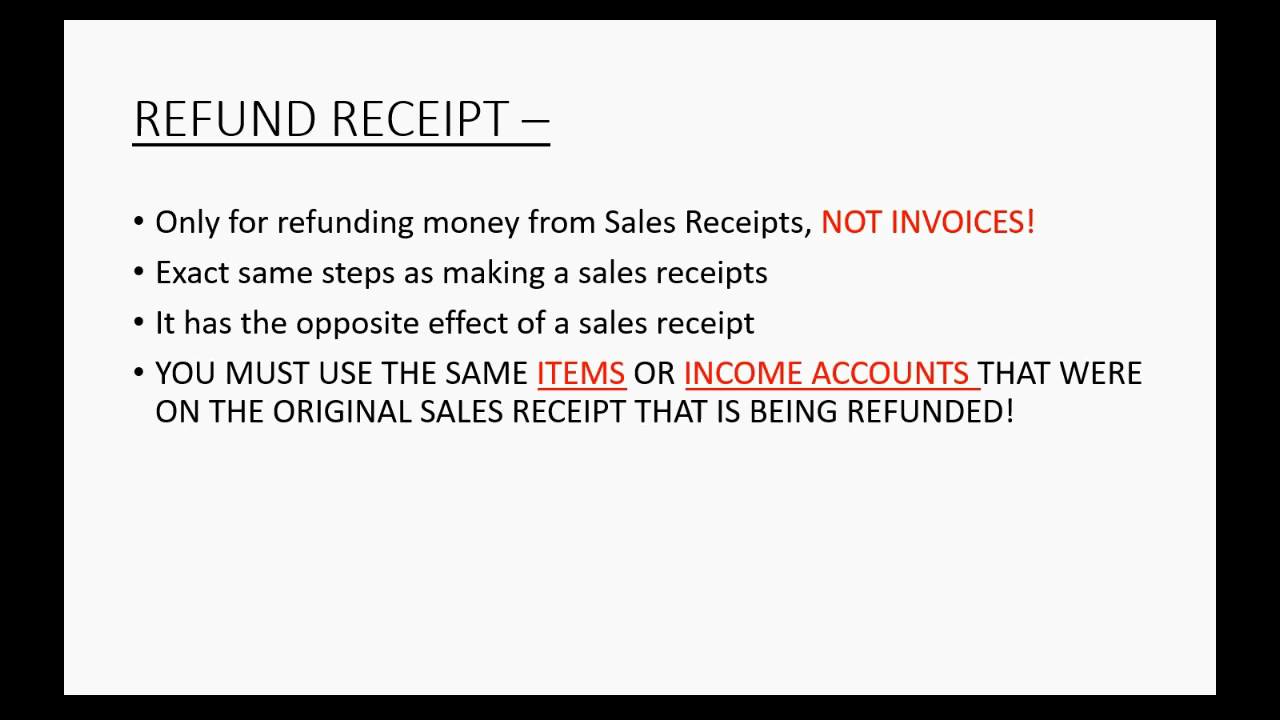 REFUND RECEIPT –
• Only for refunding money from Sales Receipts, NOT INVOICES!
• Exact same steps as making a sales receipts
• It has the opposite effect of a sales receipt
• YOU MUST USE THE SAME ITEMS OR INCOME ACCOUNTS THAT WERE
ON THE ORIGINAL SALES RECEIPT THAT IS BEING REFUNDED!